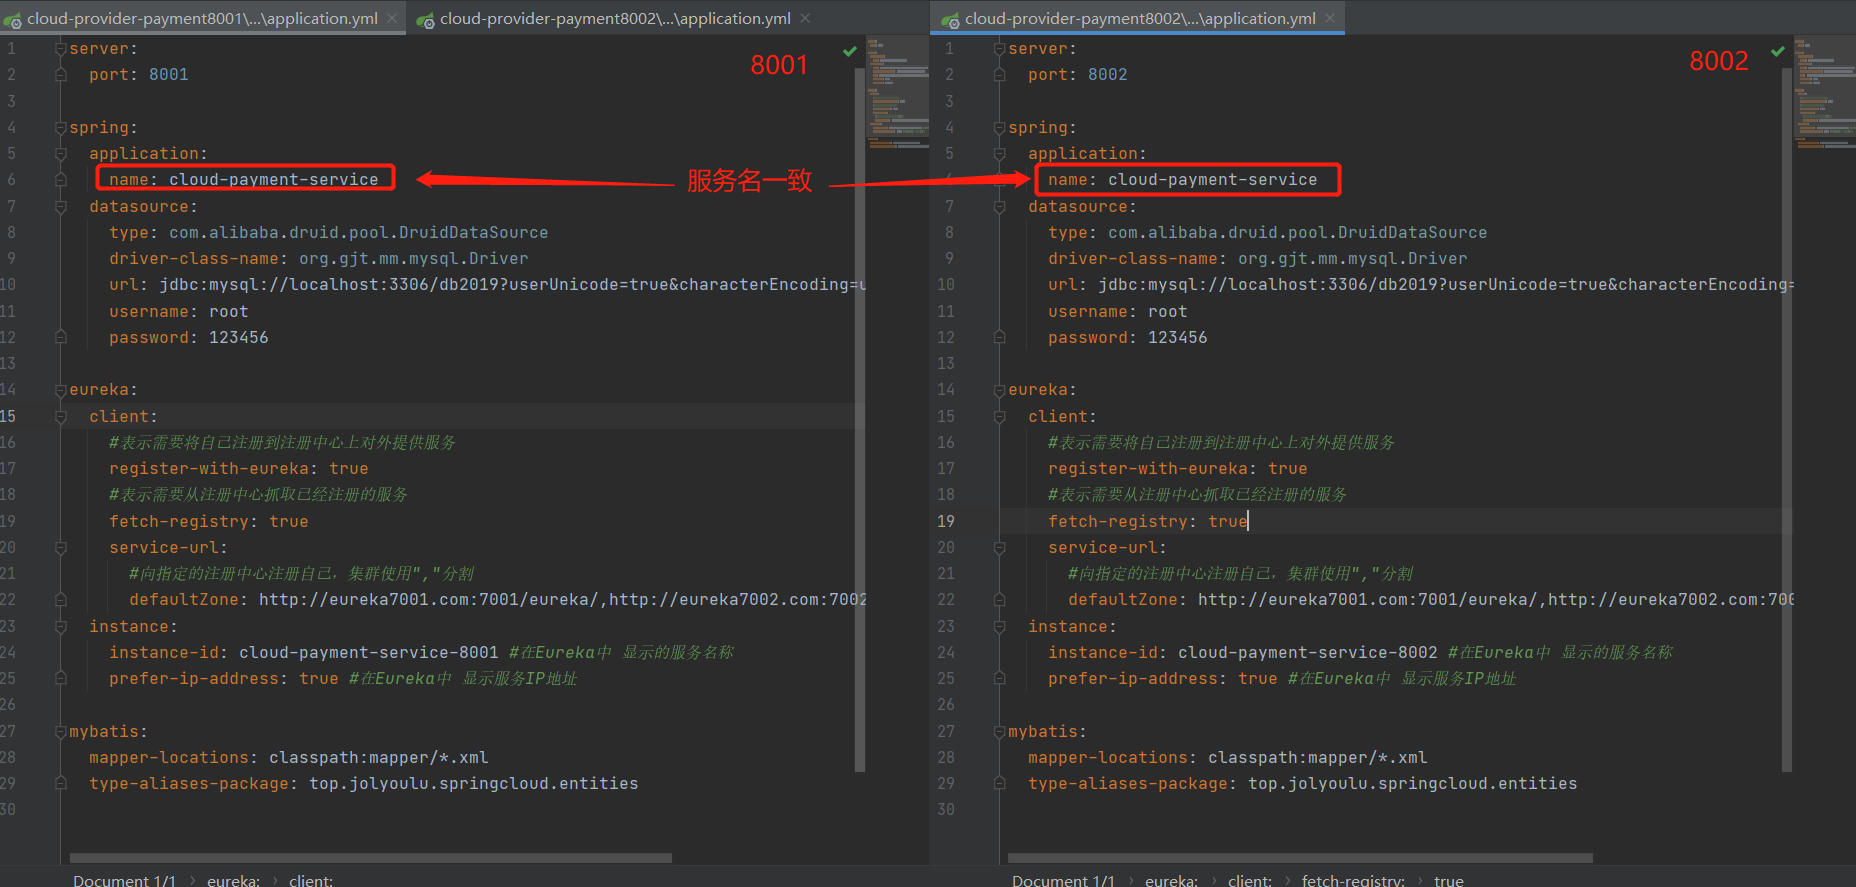 cloud-provider-payment8001\...\application.yml
cloud-provider-payment8002\...\application.yml
8001
1 server:
2 port: 8001
3
4 spring:
5 application:
6 name: cloud-payment-service
7 datasource:
8 type: com.alibaba.druid.pool.DruidDataSource
9 driver-class-name: org.gjt.mm.mysql.Driver
10 url: jdbc:mysql://localhost:3306/db2019?userUnicode=true&characterEncoding=u
11 username: root
12 password: 123456
13
14 eureka:
15 client:
16 #表示需要将自己注册到注册中心上对外提供服务
17 register-with-eureka: true
18 #表示需要从注册中心抓取已经注册的服务
19 fetch-registry: true
20 service-url:
21 #向指定的注册中心注册自己，集群使用","分割
22 defaultZone: http://eureka7001.com:7001/eureka/,http://eureka7002.com:7002
23 instance:
24 instance-id: cloud-payment-service-8001 #在Eureka中 显示的服务名称
25 prefer-ip-address: true #在Eureka中 显示服务IP地址
26
27 mybatis:
28 mapper-locations: classpath:mapper/*.xml
29 type-aliases-package: top.jolyoulu.springcloud.entities
30
Document 1/1 › eureka: › client:
服务名一致
cloud-provider-payment8002\...\application.yml
8002
1 server:
2 port: 8002
3
4 spring:
5 application:
6 name: cloud-payment-service
7 datasource:
8 type: com.alibaba.druid.pool.DruidDataSource
9 driver-class-name: org.gjt.mm.mysql.Driver
10 url: jdbc:mysql://localhost:3306/db2019?userUnicode=true&characterEncoding=
11 username: root
12 password: 123456
13
14 eureka:
15 client:
16 #表示需要将自己注册到注册中心上对外提供服务
17 register-with-eureka: true
18 #表示需要从注册中心抓取已经注册的服务
19 fetch-registry: true
20 service-url:
21 #向指定的注册中心注册自己，集群使用","分割
22 defaultZone: http://eureka7001.com:7001/eureka/,http://eureka7002.com:700
23 instance:
24 instance-id: cloud-payment-service-8002 #在Eureka中 显示的服务名称
25 prefer-ip-address: true #在Eureka中 显示服务IP地址
26
27 mybatis:
28 mapper-locations: classpath:mapper/*.xml
29 type-aliases-package: top.jolyoulu.springcloud.entities
30
Document 1/1 › eureka: › client: › fetch-registry: › true